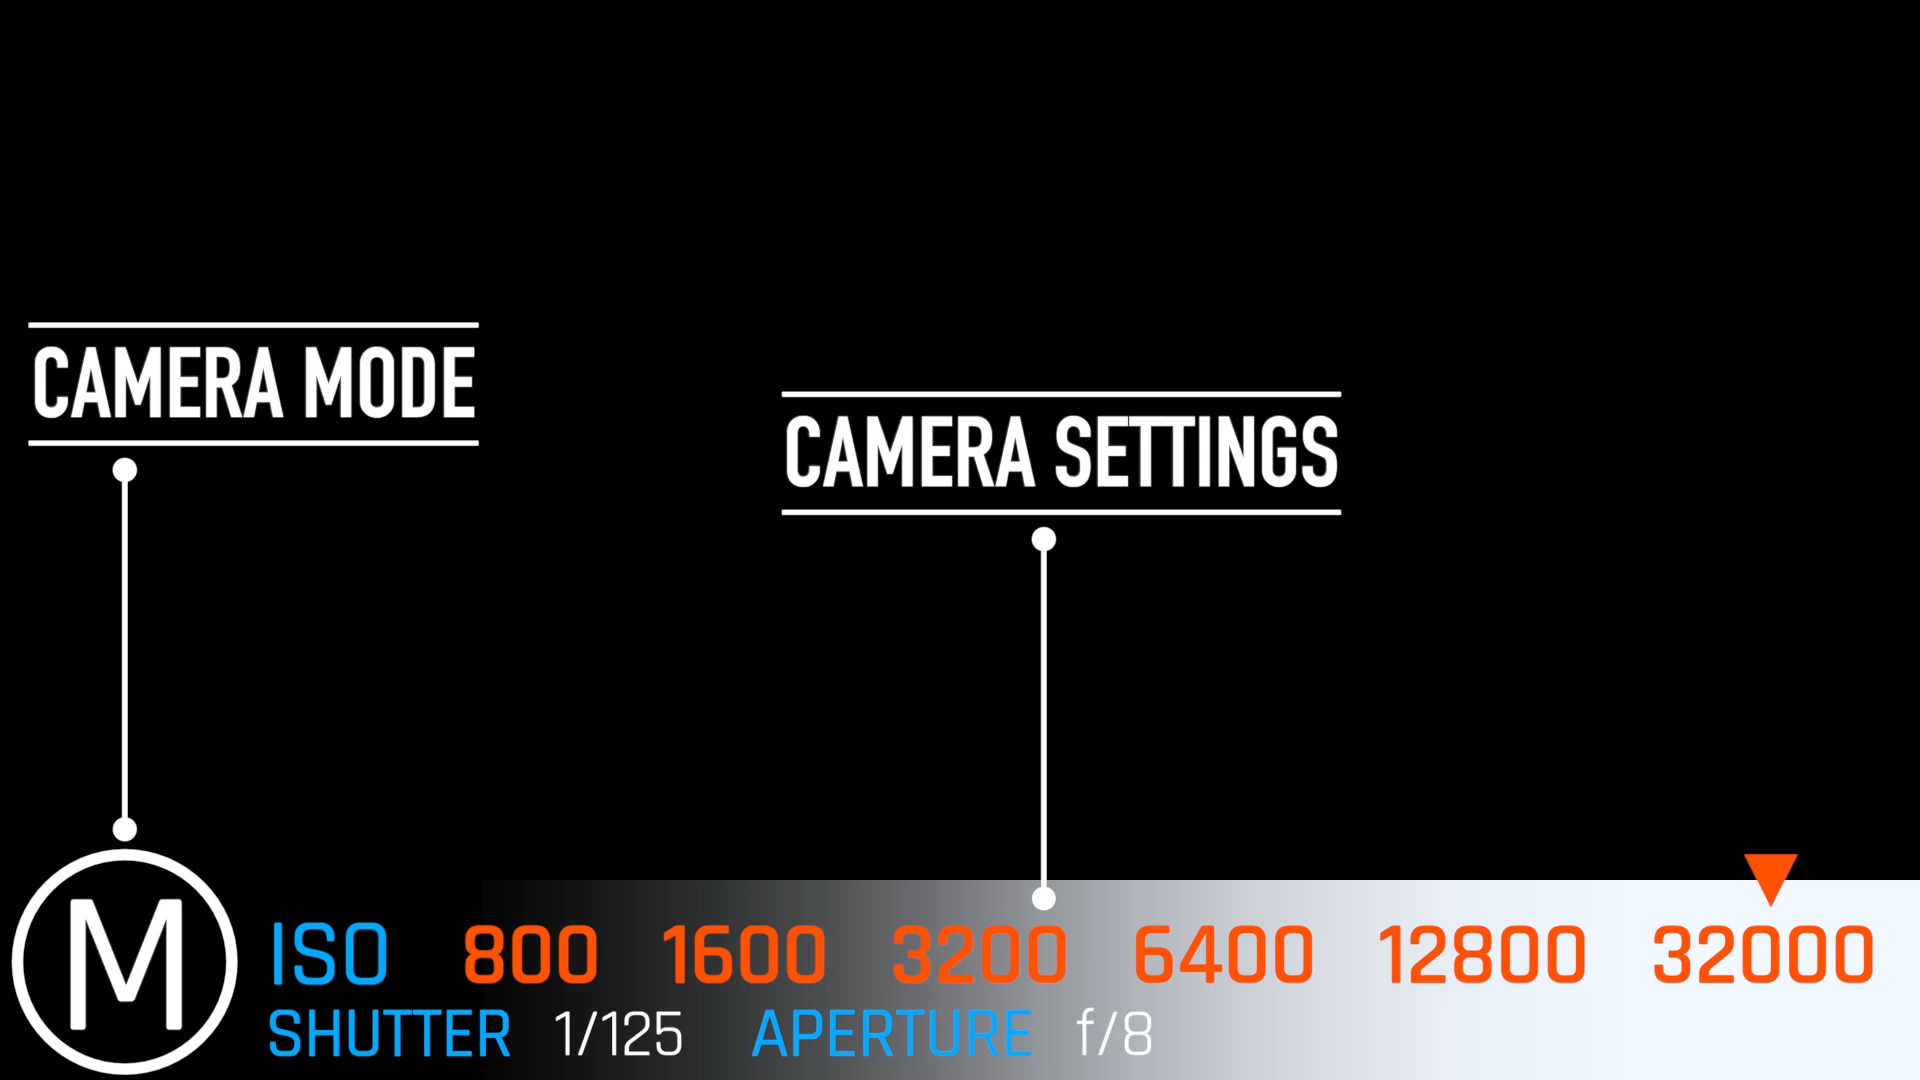 CAMERA MODE
CAMERA SETTINGS
M
ISO 800 1600 3200 6400 12800 32000
SHUTTER 1/125 APERTURE f/8